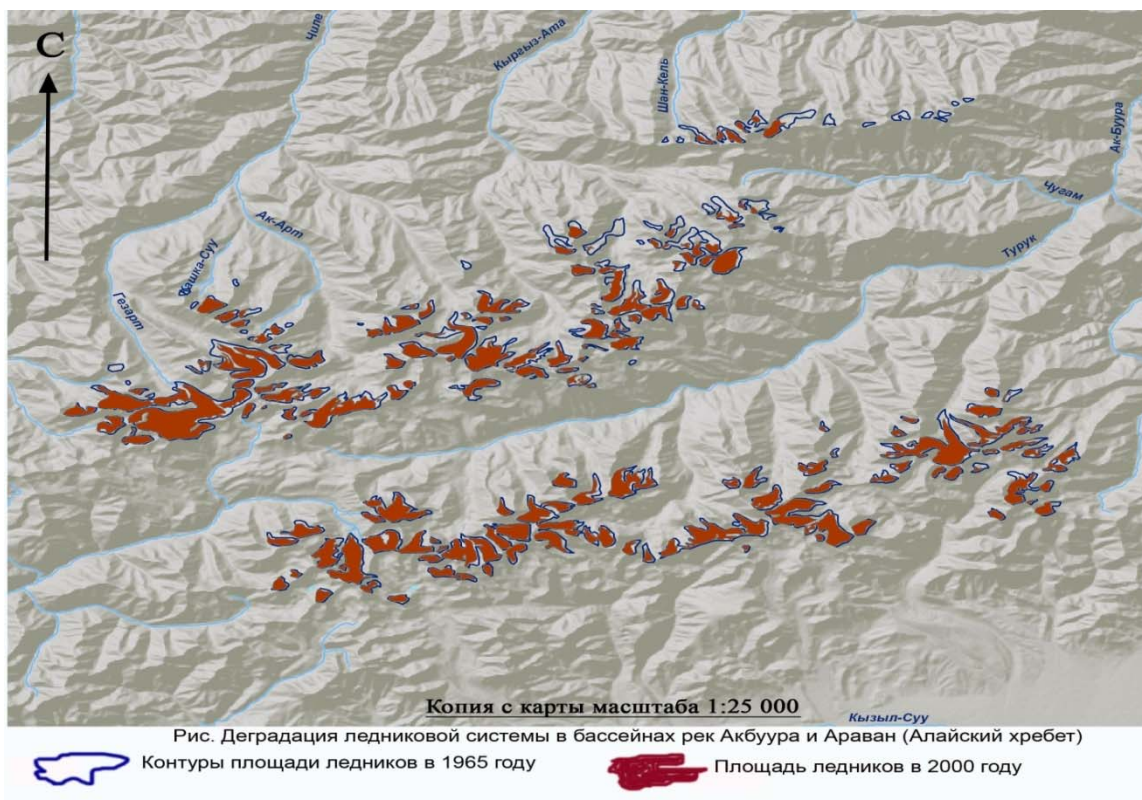 С
Чиле
Кыргыз-Ата
Шан-Кель
Ак-Буура
Чугам
Турук
Ак-Арт
Кашка-Суу
Гезарт
Копия с карты масштаба 1:25 000
Кызыл-Суу
Рис. Деградация ледниковой системы в бассейнах рек Акбуура и Араван (Алайский хребет)
Контуры площади ледников в 1965 году
Площадь ледников в 2000 году